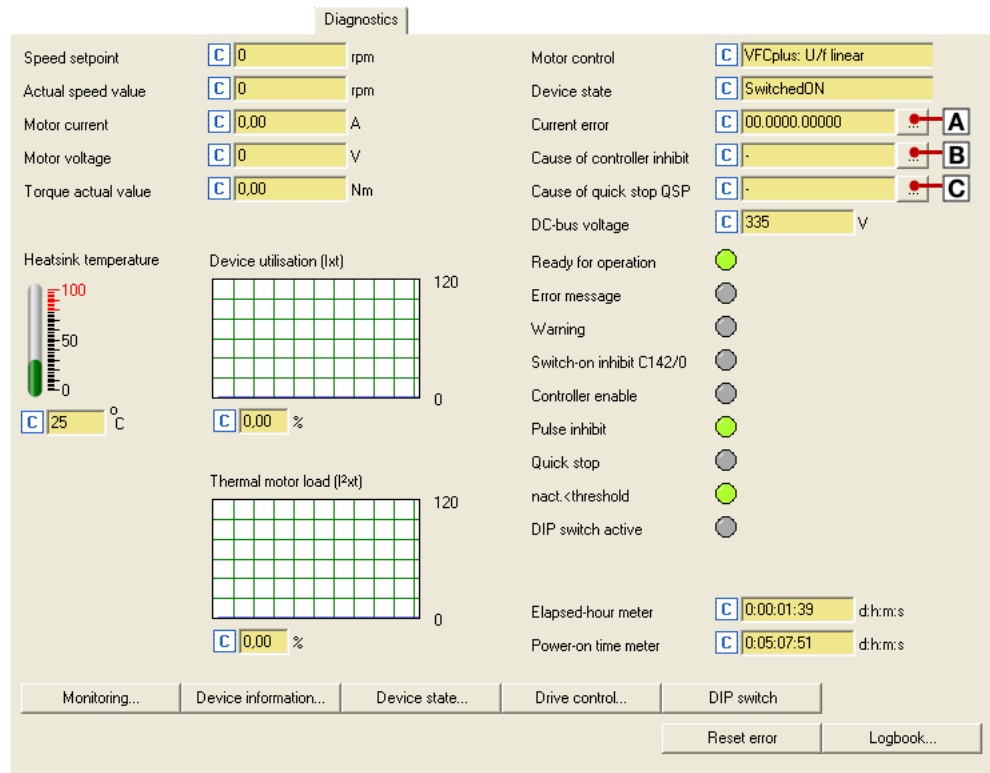 Diagnostics
Speed setpoint C 0 rpm
Actual speed value C 0 rpm
Motor current C 0,00 A
Motor voltage C 0 V
Torque actual value C 0,00 Nm
Motor control C VFCplus: U/f linear
Device state C SwitchedON
Current error C 00.0000.00000 ... A
Cause of controller inhibit C - ... B
Cause of quick stop QSP C - ... C
DC-bus voltage C 335 V
Heatsink temperature
100
50
0
C 25 °C
Device utilisation (Ixt)
120
0
C 0,00 %
Thermal motor load (I²xt)
120
0
C 0,00 %
Ready for operation
Error message
Warning
Switch-on inhibit C142/0
Controller enable
Pulse inhibit
Quick stop
nact.<threshold
DIP switch active
Elapsed-hour meter C 0:00:01:39 d:h:m:s
Power-on time meter C 0:05:07:51 d:h:m:s
Monitoring... Device information... Device state... Drive control... DIP switch
Reset error Logbook...